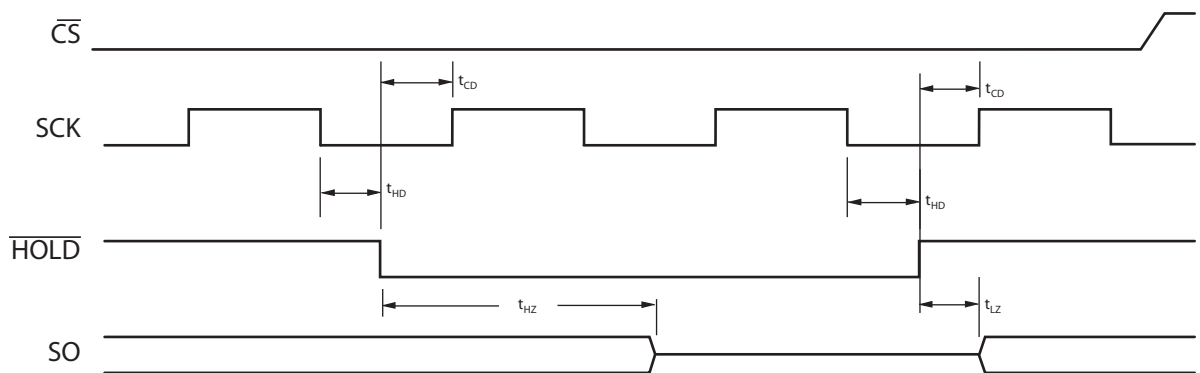 CS
t_CD
t_CD
SCK
t_HD
t_HD
HOLD
t_HZ
t_LZ
SO